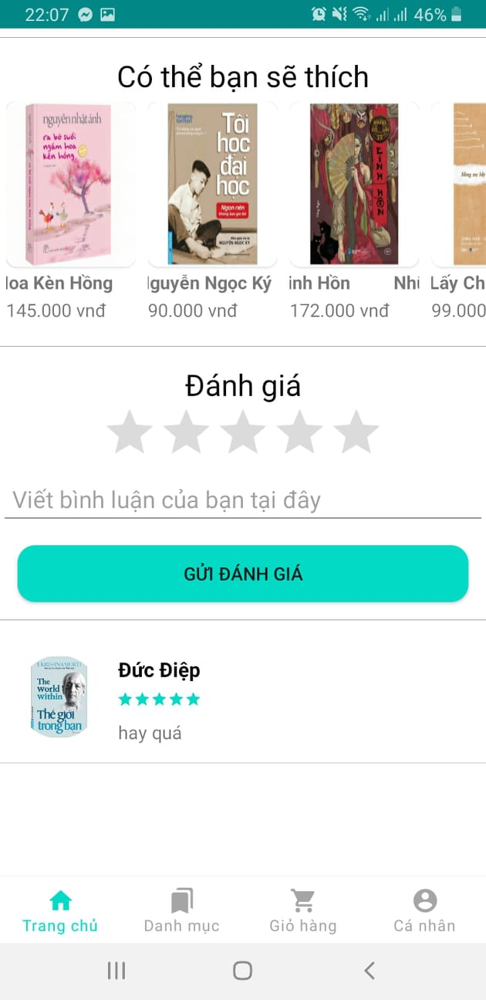 22:07
46%
Có thể bạn sẽ thích
nguyễn nhật ánh
ra bờ suối
ngắm hoa
kèn hồng
Tôi
học
đại
học
Ngọn nến
không bao giờ tắt
NGUYỄN NGỌC KÝ
LINH HỒN
loa Kèn Hồng
Nguyễn Ngọc Ký
inh Hồn Nhữ
Lấy Ch
145.000 vnđ
90.000 vnđ
172.000 vnđ
99.000
Đánh giá
Viết bình luận của bạn tại đây
GỬI ĐÁNH GIÁ
J KRISHNAMURTI
The
world
within
Thế giới
trong bạn
Đức Điệp
hay quá
Trang chủ
Danh mục
Giỏ hàng
Cá nhân